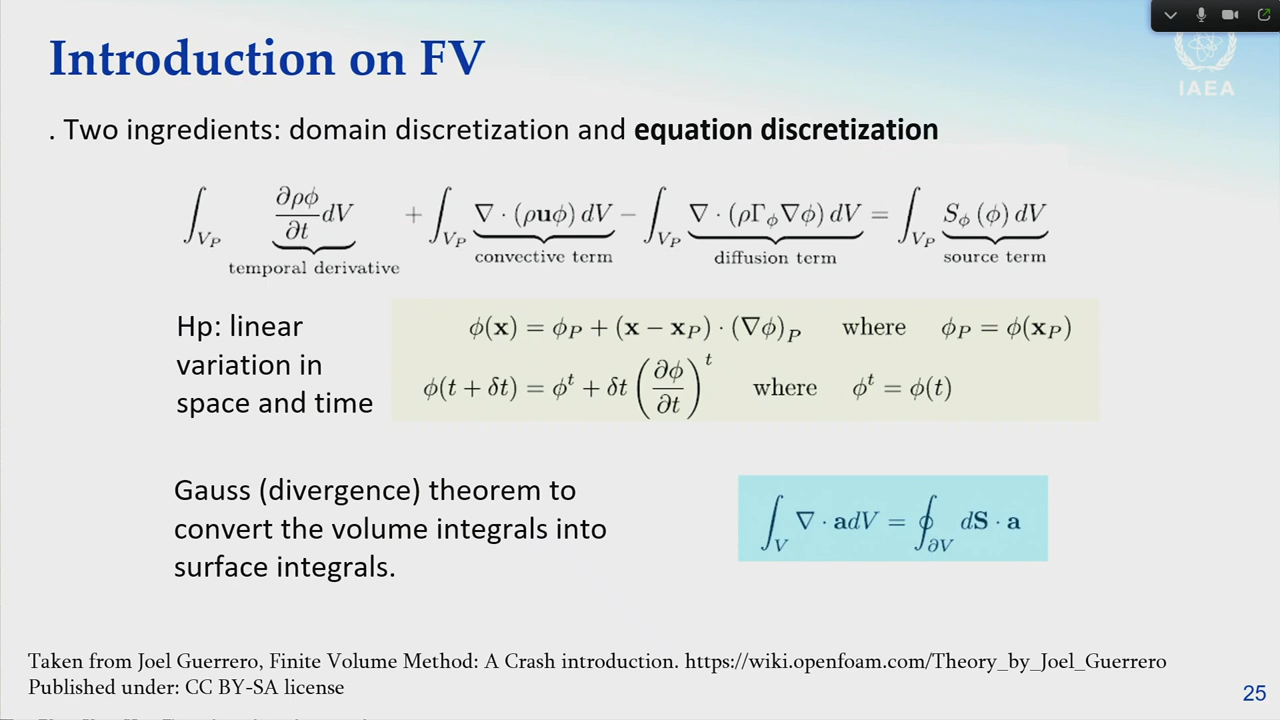 IAEA
Introduction on FV
. Two ingredients: domain discretization and equation discretization
∫_{V_P} ∂ρϕ/∂t dV + ∫_{V_P} ∇ · (ρuϕ) dV − ∫_{V_P} ∇ · (ρΓ_ϕ∇ϕ) dV = ∫_{V_P} S_ϕ (ϕ) dV
temporal derivative convective term diffusion term source term
Hp: linear
variation in
space and time
ϕ(x) = ϕ_P + (x − x_P) · (∇ϕ)_P where ϕ_P = ϕ(x_P)
ϕ(t + δt) = ϕ^t + δt (∂ϕ/∂t)^t where ϕ^t = ϕ(t)
Gauss (divergence) theorem to
convert the volume integrals into
surface integrals.
∫_V ∇ · adV = ∮_{∂V} dS · a
Taken from Joel Guerrero, Finite Volume Method: A Crash introduction. https://wiki.openfoam.com/Theory_by_Joel_Guerrero
Published under: CC BY-SA license
25